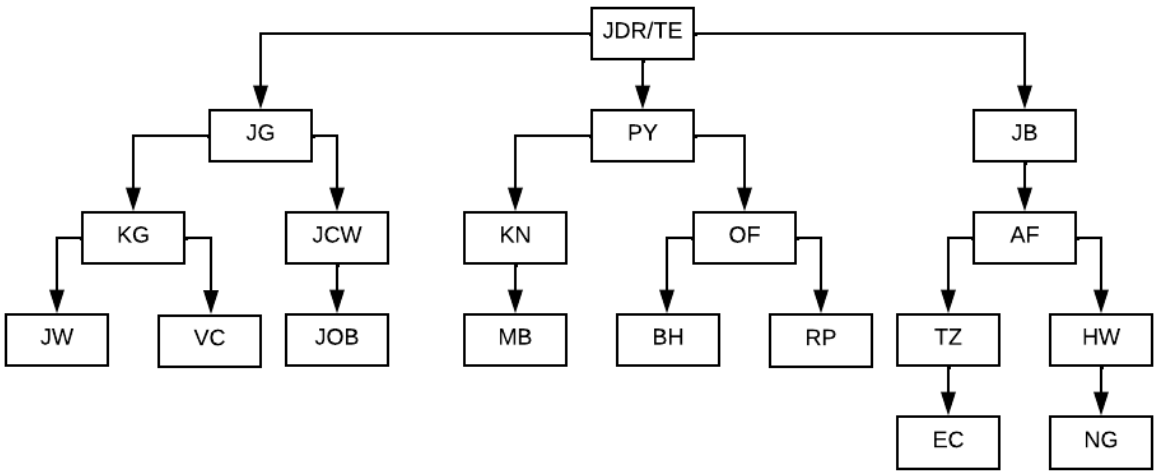 JDR/TE
JG
PY
JB
KG
JCW
KN
OF
AF
JW
VC
JOB
MB
BH
RP
TZ
HW
EC
NG